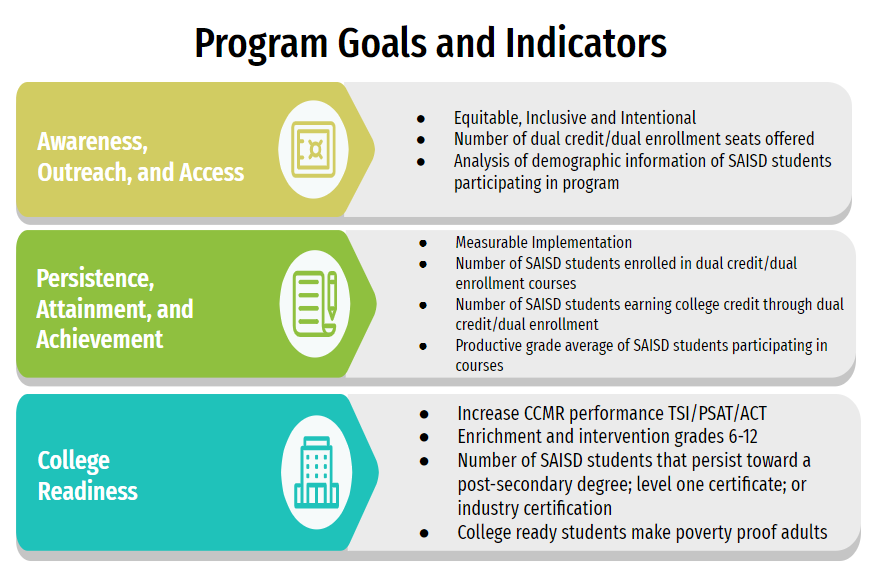 Program Goals and Indicators
Awareness,
Outreach, and Access
● Equitable, Inclusive and Intentional
● Number of dual credit/dual enrollment seats offered
● Analysis of demographic information of SAISD students
participating in program
Persistence,
Attainment, and
Achievement
● Measurable Implementation
● Number of SAISD students enrolled in dual credit/dual
enrollment courses
● Number of SAISD students earning college credit through dual
credit/dual enrollment
● Productive grade average of SAISD students participating in
courses
College
Readiness
● Increase CCMR performance TSI/PSAT/ACT
● Enrichment and intervention grades 6-12
● Number of SAISD students that persist toward a
post-secondary degree; level one certificate; or
industry certification
● College ready students make poverty proof adults